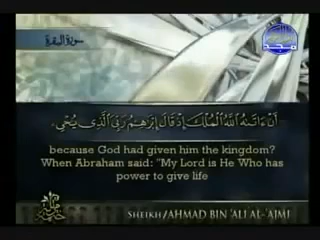 سورة البقرة
المجد
أَنْ ءَاتَىٰهُ ٱللَّهُ ٱلْمُلْكَ إِذْ قَالَ إِبْرَٰهِـۧمُ رَبِّيَ ٱلَّذِي يُحْيِۦ
because God had given him the kingdom?
When Abraham said: "My Lord is He Who has
power to give life
SHEIKH/AHMAD BIN 'ALI AL-'AJMI